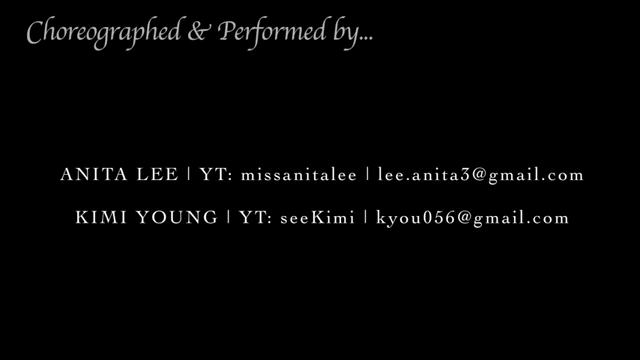 Choreographed & Performed by...
ANITA LEE | YT: missanitalee | lee.anita3@gmail.com
KIMI YOUNG | YT: seeKimi | kyou056@gmail.com